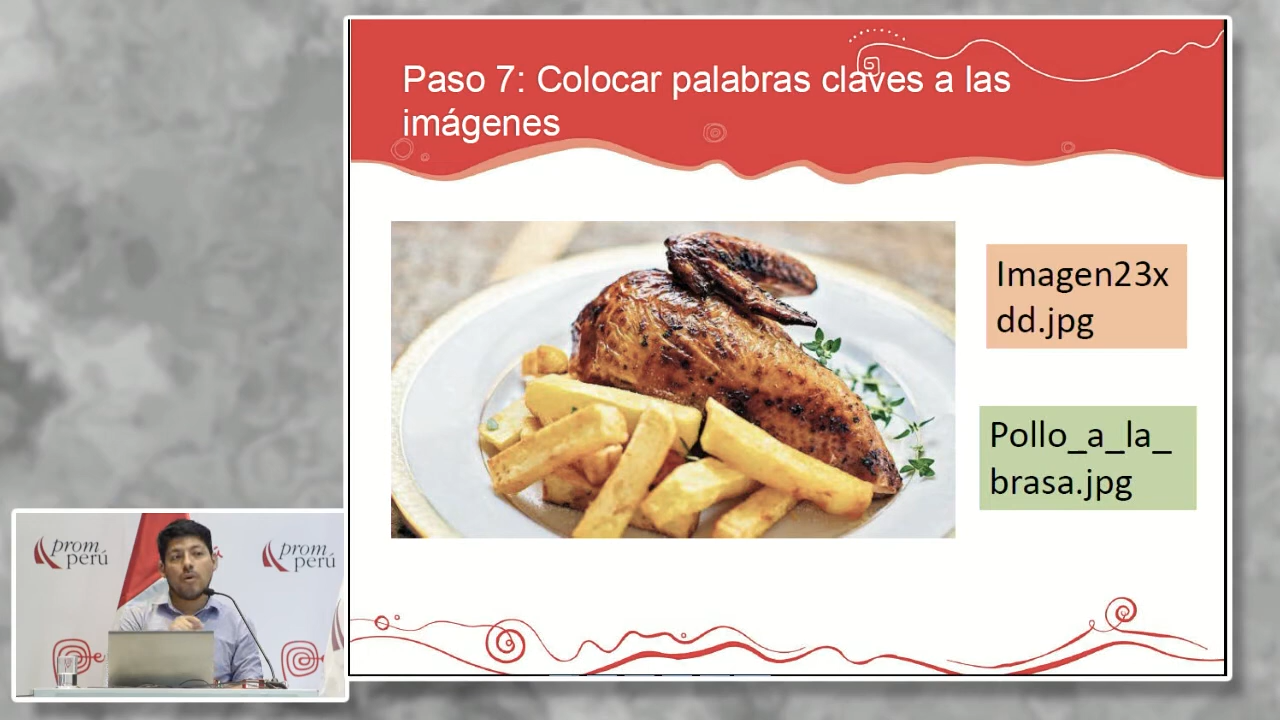 Paso 7: Colocar palabras claves a las
imágenes
Imagen23x
dd.jpg
Pollo_a_la_
brasa.jpg
prom
perú
prom
perú